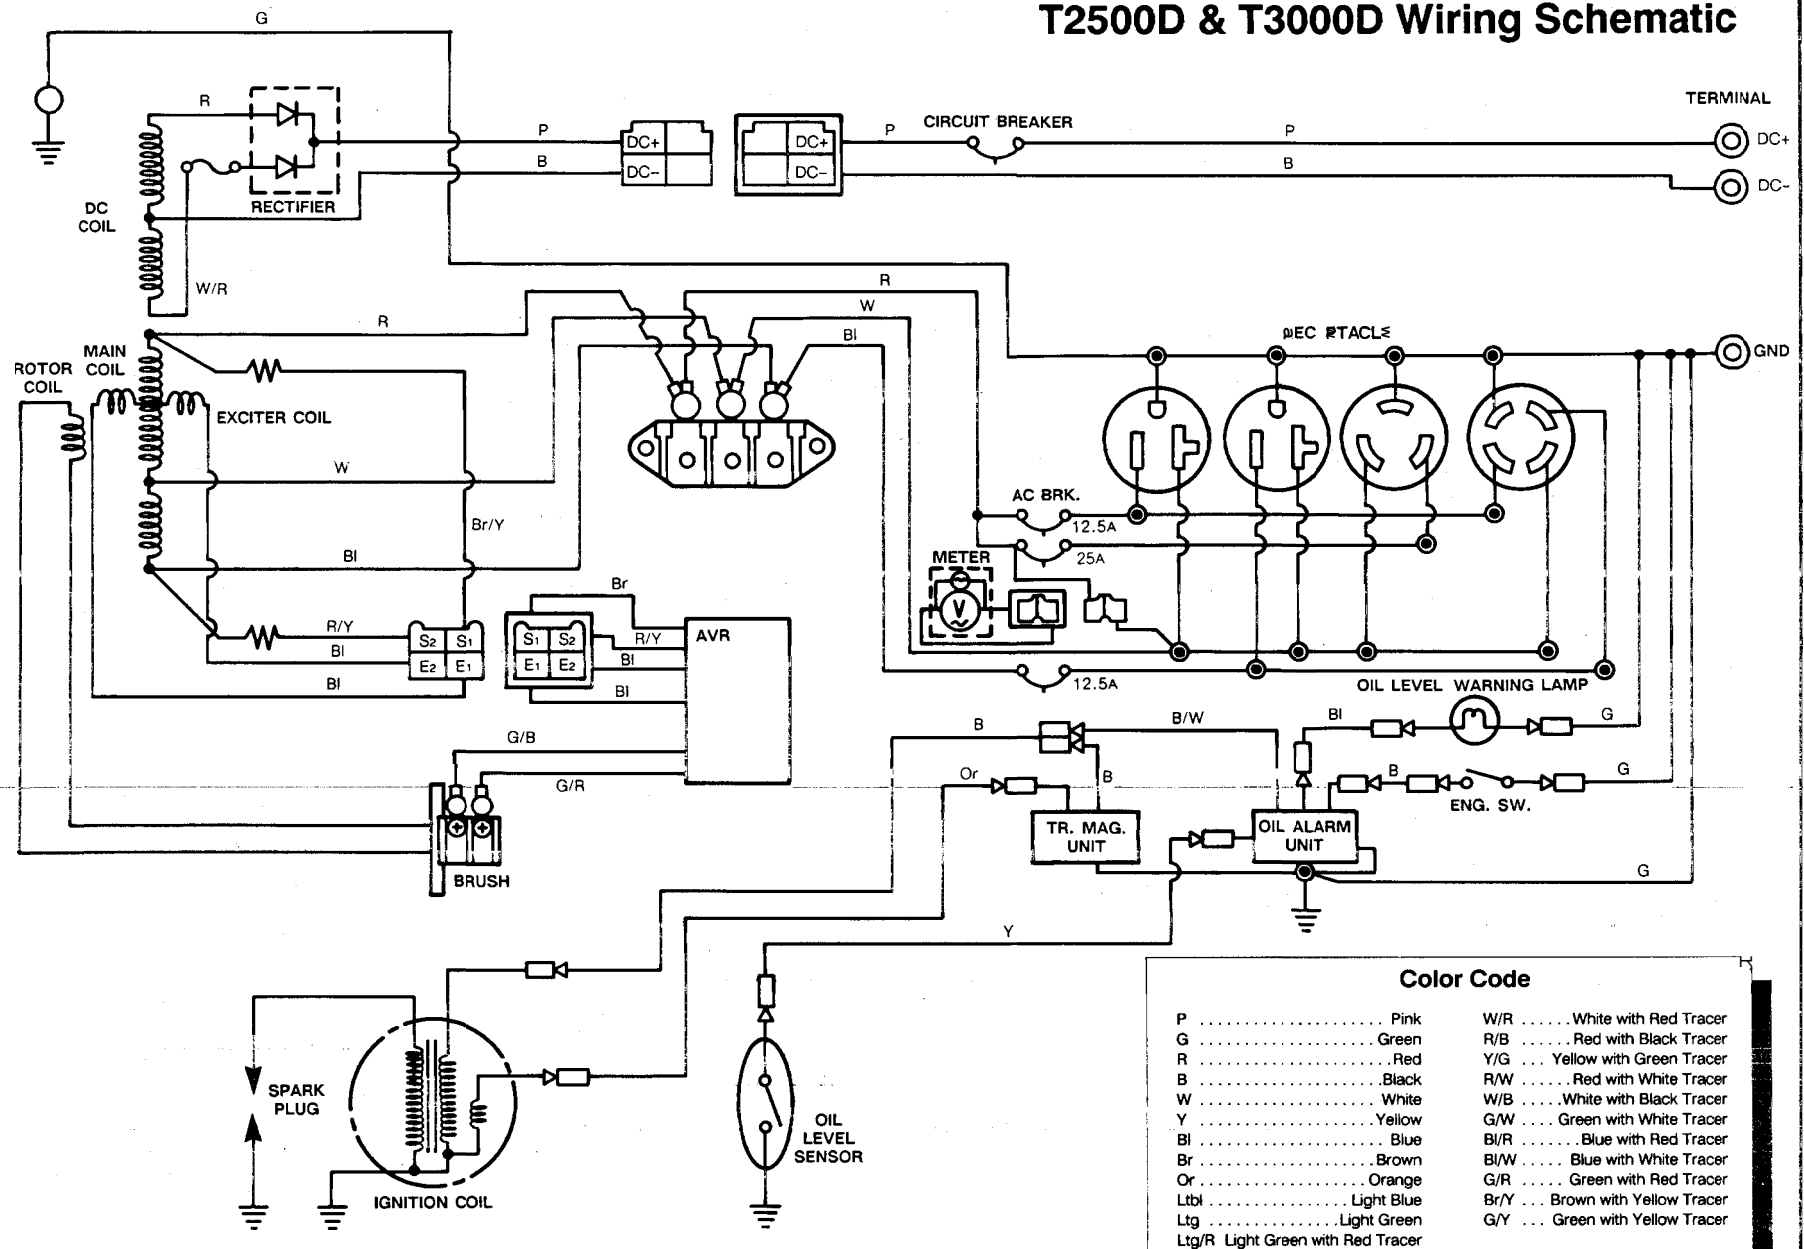 T2500D & T3000D Wiring Schematic
G
TERMINAL
R
P
DC+
DC+
P
CIRCUIT BREAKER
P
DC+
B
DC–
DC–
B
DC–
RECTIFIER
DC
COIL
W/R
R
W
Bl
R
MAIN
COIL
ROTOR
COIL
EXCITER COIL
GND
W
Br/Y
Bl
AC BRK.
12.5A
25A
METER
V
Br
R/Y
Bl
S2 S1
E2 E1
S1 S2
E1 E2
R/Y
Bl
AVR
Bl
Bl
12.5A
OIL LEVEL WARNING LAMP
Bl
G
B
B/W
G/B
G/R
Or
B
B
G
ENG. SW.
TR. MAG.
UNIT
OIL ALARM
UNIT
BRUSH
G
Y
SPARK
PLUG
IGNITION COIL
OIL
LEVEL
SENSOR
Color Code
P ..................... Pink
G ..................... Green
R ..................... Red
B ..................... Black
W ..................... White
Y ..................... Yellow
Bl ..................... Blue
Br ..................... Brown
Or ..................... Orange
Ltbl ................. Light Blue
Ltg ............... Light Green
Ltg/R Light Green with Red Tracer
W/R ...... White with Red Tracer
R/B ...... Red with Black Tracer
Y/G ... Yellow with Green Tracer
R/W ...... Red with White Tracer
W/B ..... White with Black Tracer
G/W .... Green with White Tracer
Bl/R ....... Blue with Red Tracer
Bl/W ..... Blue with White Tracer
G/R ..... Green with Red Tracer
Br/Y ... Brown with Yellow Tracer
G/Y ... Green with Yellow Tracer